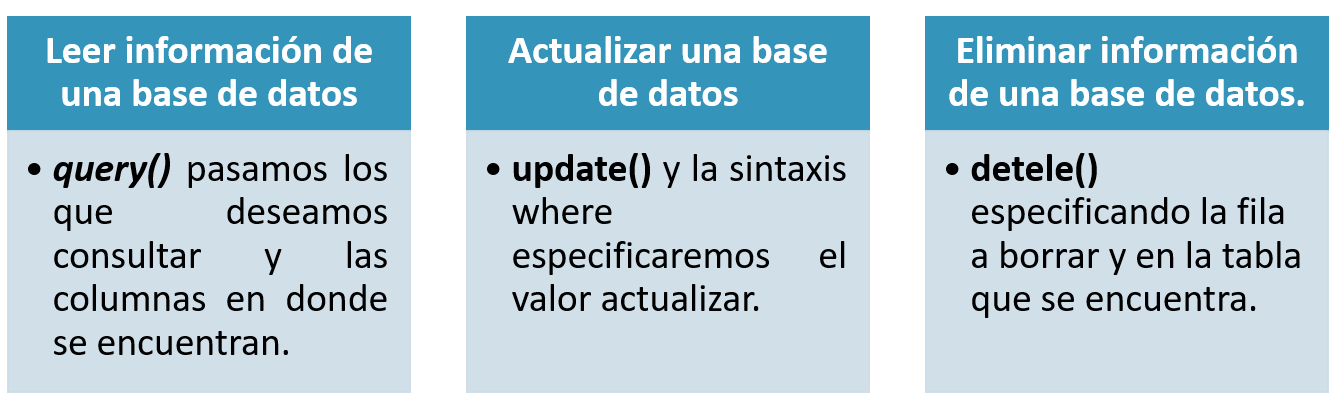 Leer información de
una base de datos
• query() pasamos los
que deseamos
consultar y las
columnas en donde
se encuentran.
Actualizar una base
de datos
• update() y la sintaxis
where
especificaremos el
valor actualizar.
Eliminar información
de una base de datos.
• detele()
especificando la fila
a borrar y en la tabla
que se encuentra.